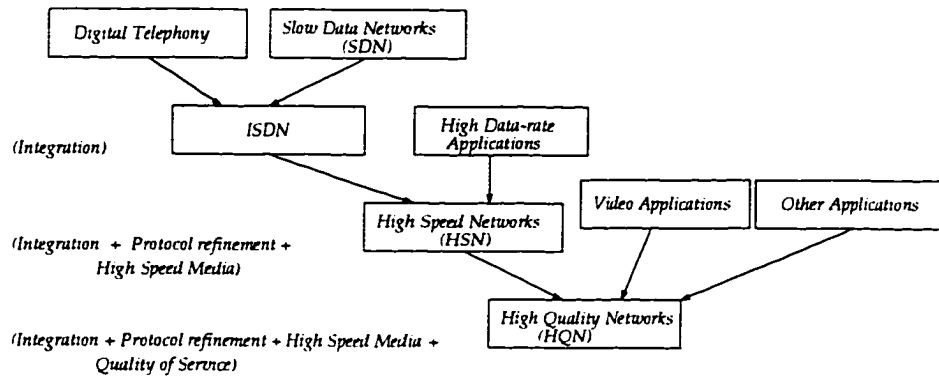 Digital Telephony
Slow Data Networks
(SDN)
ISDN
High Data-rate
Applications
(Integration)
High Speed Networks
(HSN)
Video Applications
Other Applications
(Integration + Protocol refinement +
High Speed Media)
High Quality Networks
(HQN)
(Integration + Protocol refinement + High Speed Media +
Quality of Service)